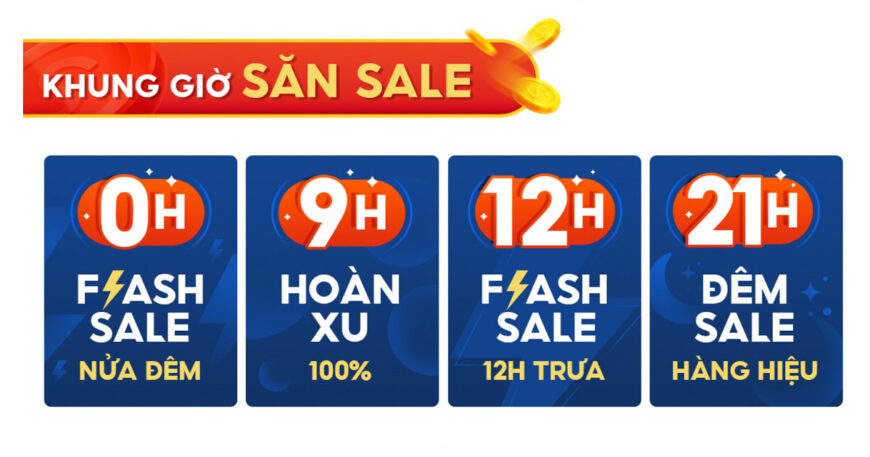 KHUNG GIỜ SĂN SALE
0H
FLASH
SALE
NỬA ĐÊM
9H
HOÀN
XU
100%
12H
FLASH
SALE
12H TRƯA
21H
ĐÊM
SALE
HÀNG HIỆU